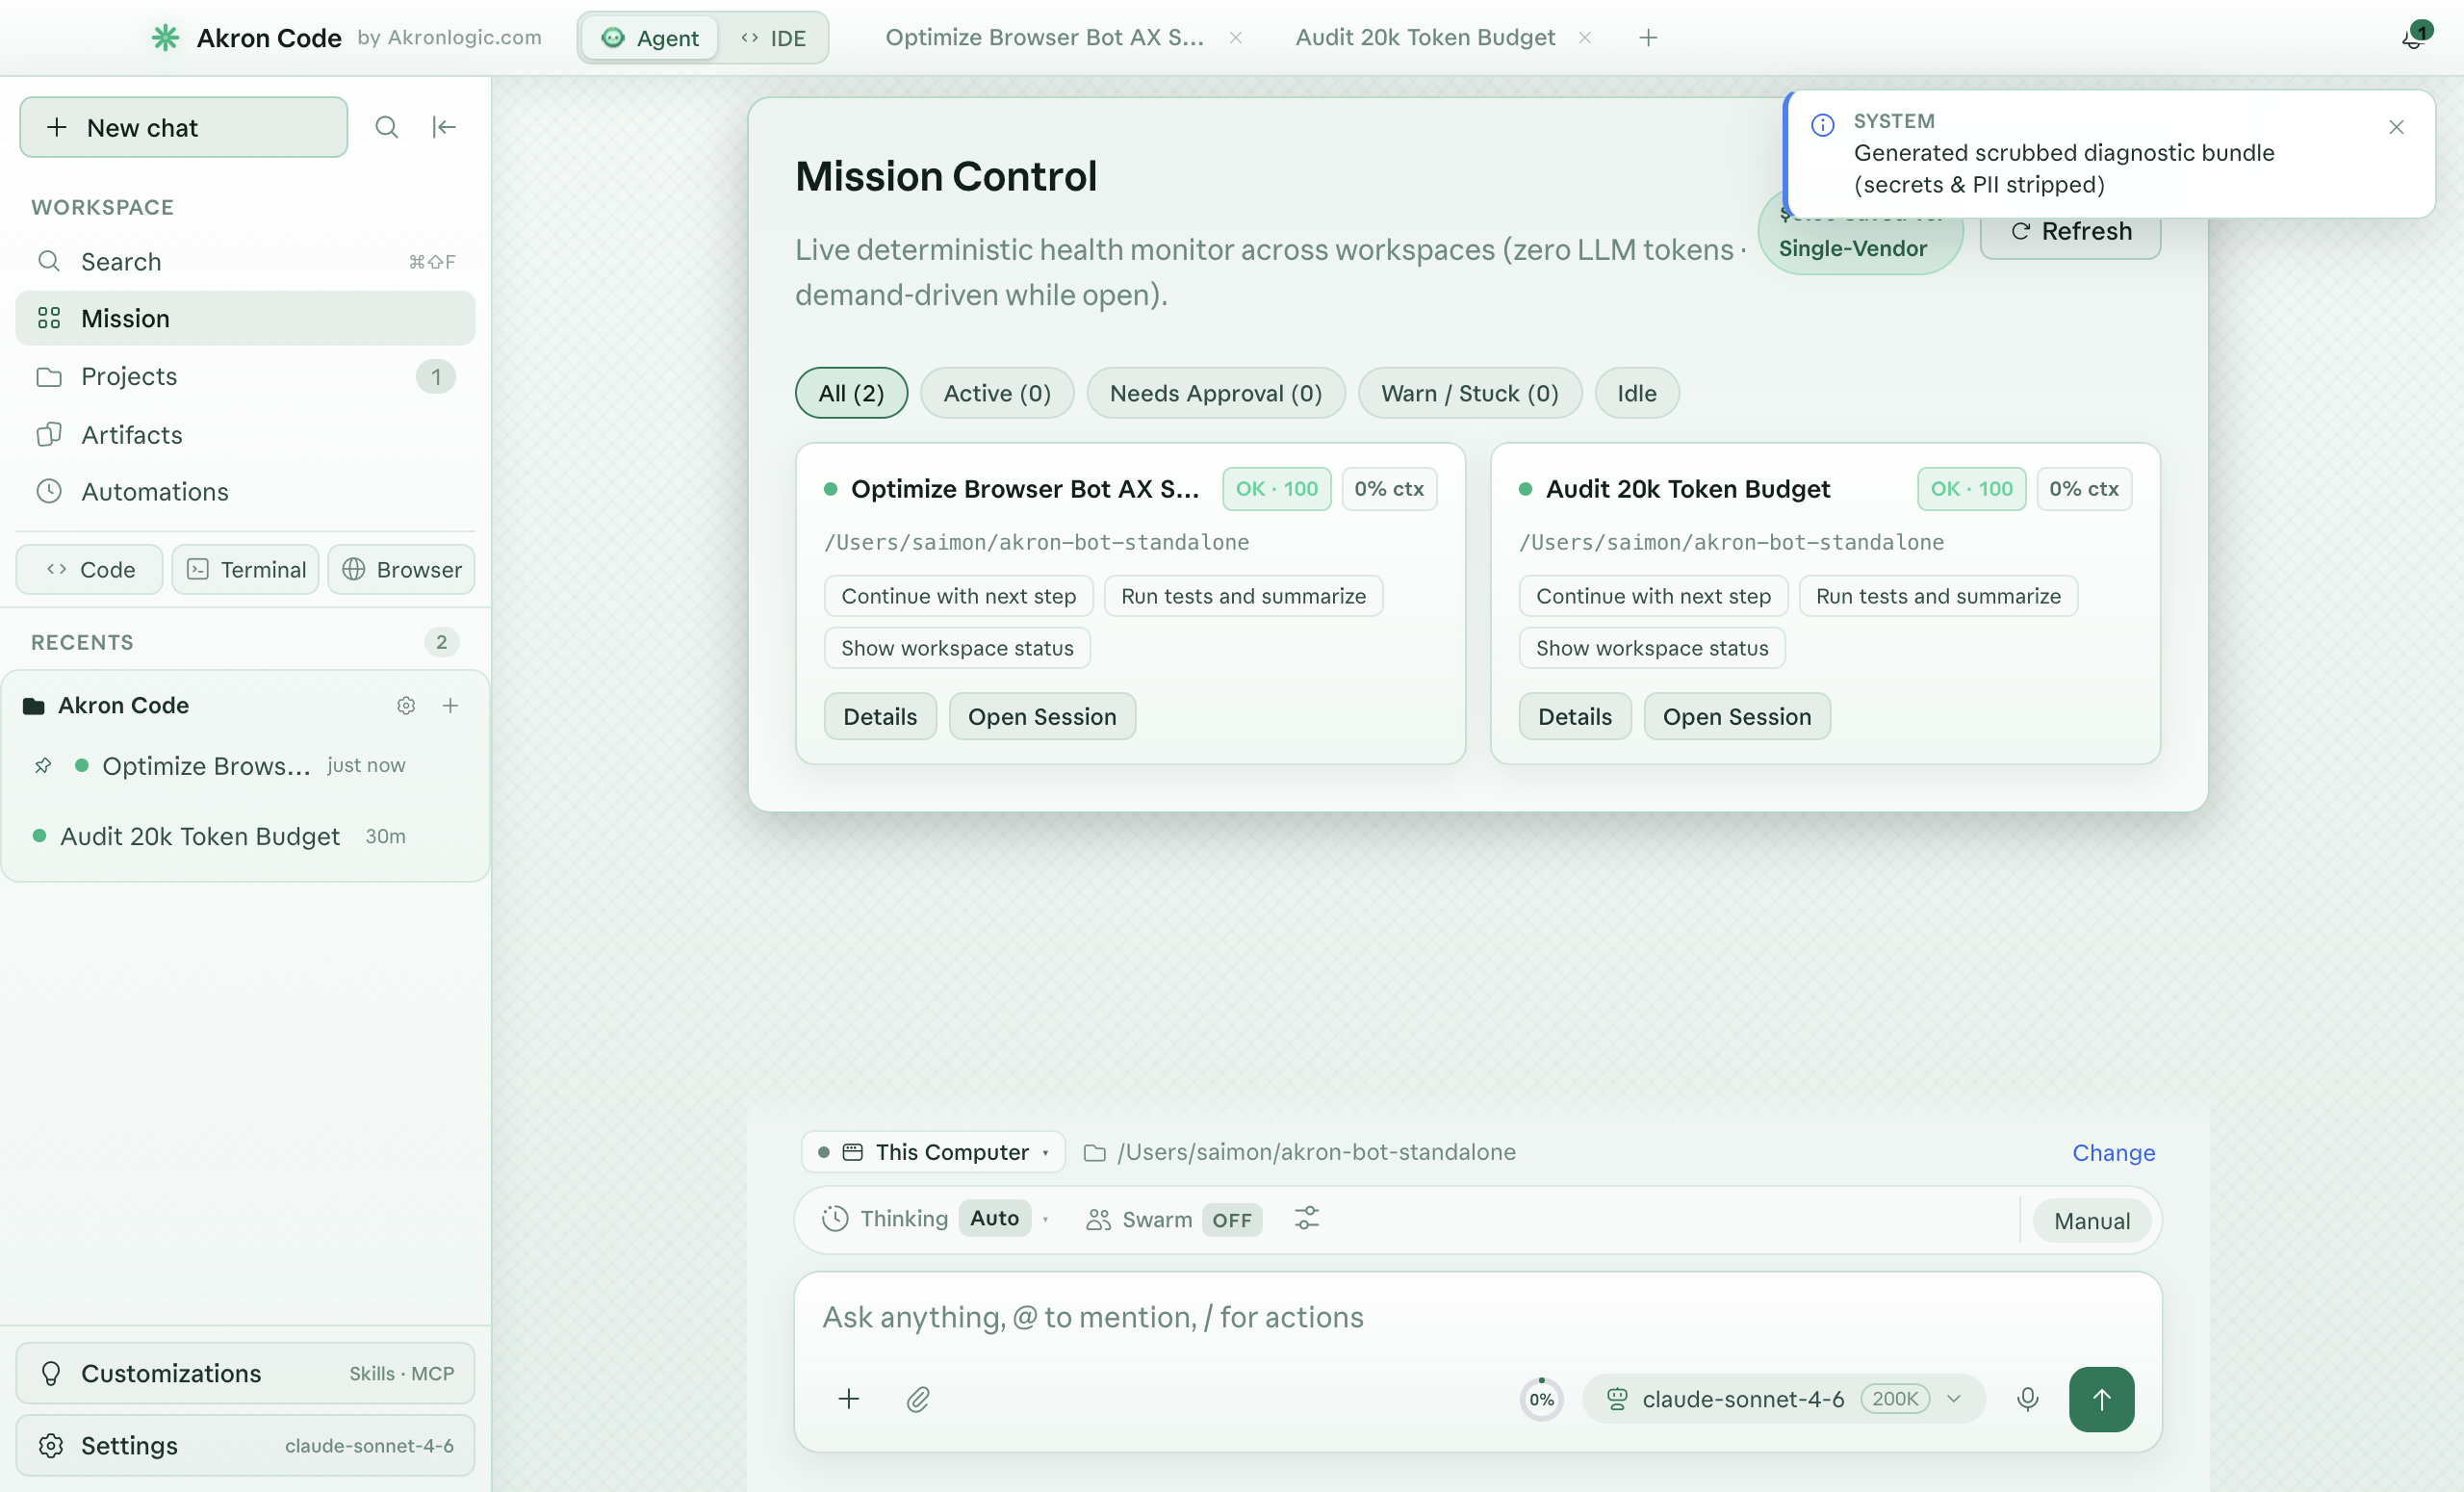 Akron Code by Akronlogic.com
Agent
IDE
Optimize Browser Bot AX S...
Audit 20k Token Budget
1
New chat
WORKSPACE
Search ⌘⇧F
Mission
Projects 1
Artifacts
Automations
Code
Terminal
Browser
RECENTS 2
Akron Code
Optimize Brows... just now
Audit 20k Token Budget 30m
Customizations Skills · MCP
Settings claude-sonnet-4-6
Mission Control
Live deterministic health monitor across workspaces (zero LLM tokens ·
demand-driven while open).
Single-Vendor
Refresh
SYSTEM
Generated scrubbed diagnostic bundle
(secrets & PII stripped)
All (2)
Active (0)
Needs Approval (0)
Warn / Stuck (0)
Idle
Optimize Browser Bot AX S... OK · 100 0% ctx
/Users/saimon/akron-bot-standalone
Continue with next step
Run tests and summarize
Show workspace status
Details
Open Session
Audit 20k Token Budget OK · 100 0% ctx
/Users/saimon/akron-bot-standalone
Continue with next step
Run tests and summarize
Show workspace status
Details
Open Session
This Computer
/Users/saimon/akron-bot-standalone
Change
Thinking Auto
Swarm OFF
Manual
Ask anything, @ to mention, / for actions
0%
claude-sonnet-4-6 200K